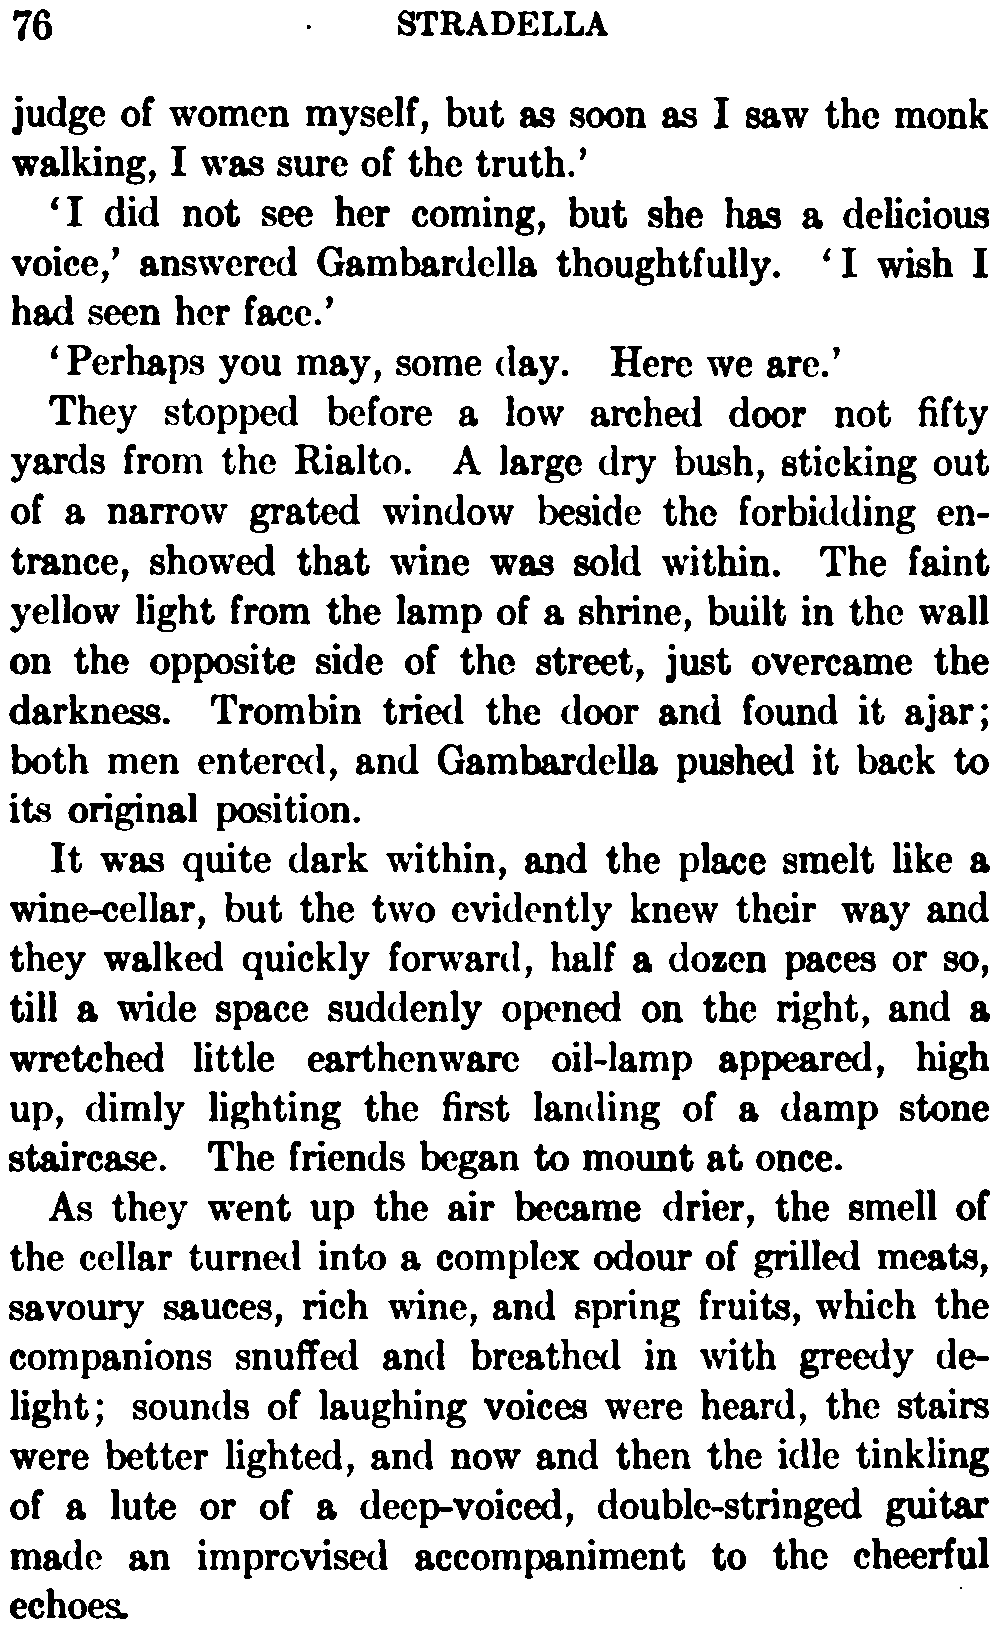 76 STRADELLA
judge of women myself, but as soon as I saw the monk
walking, I was sure of the truth.’
‘I did not see her coming, but she has a delicious
voice,’ answered Gambardella thoughtfully. ‘I wish I
had seen her face.’
‘Perhaps you may, some day. Here we are.’
They stopped before a low arched door not fifty
yards from the Rialto. A large dry bush, sticking out
of a narrow grated window beside the forbidding en-
trance, showed that wine was sold within. The faint
yellow light from the lamp of a shrine, built in the wall
on the opposite side of the street, just overcame the
darkness. Trombin tried the door and found it ajar;
both men entered, and Gambardella pushed it back to
its original position.
It was quite dark within, and the place smelt like a
wine-cellar, but the two evidently knew their way and
they walked quickly forward, half a dozen paces or so,
till a wide space suddenly opened on the right, and a
wretched little earthenware oil-lamp appeared, high
up, dimly lighting the first landing of a damp stone
staircase. The friends began to mount at once.
As they went up the air became drier, the smell of
the cellar turned into a complex odour of grilled meats,
savoury sauces, rich wine, and spring fruits, which the
companions snuffed and breathed in with greedy de-
light; sounds of laughing voices were heard, the stairs
were better lighted, and now and then the idle tinkling
of a lute or of a deep-voiced, double-stringed guitar
made an improvised accompaniment to the cheerful
echoes.